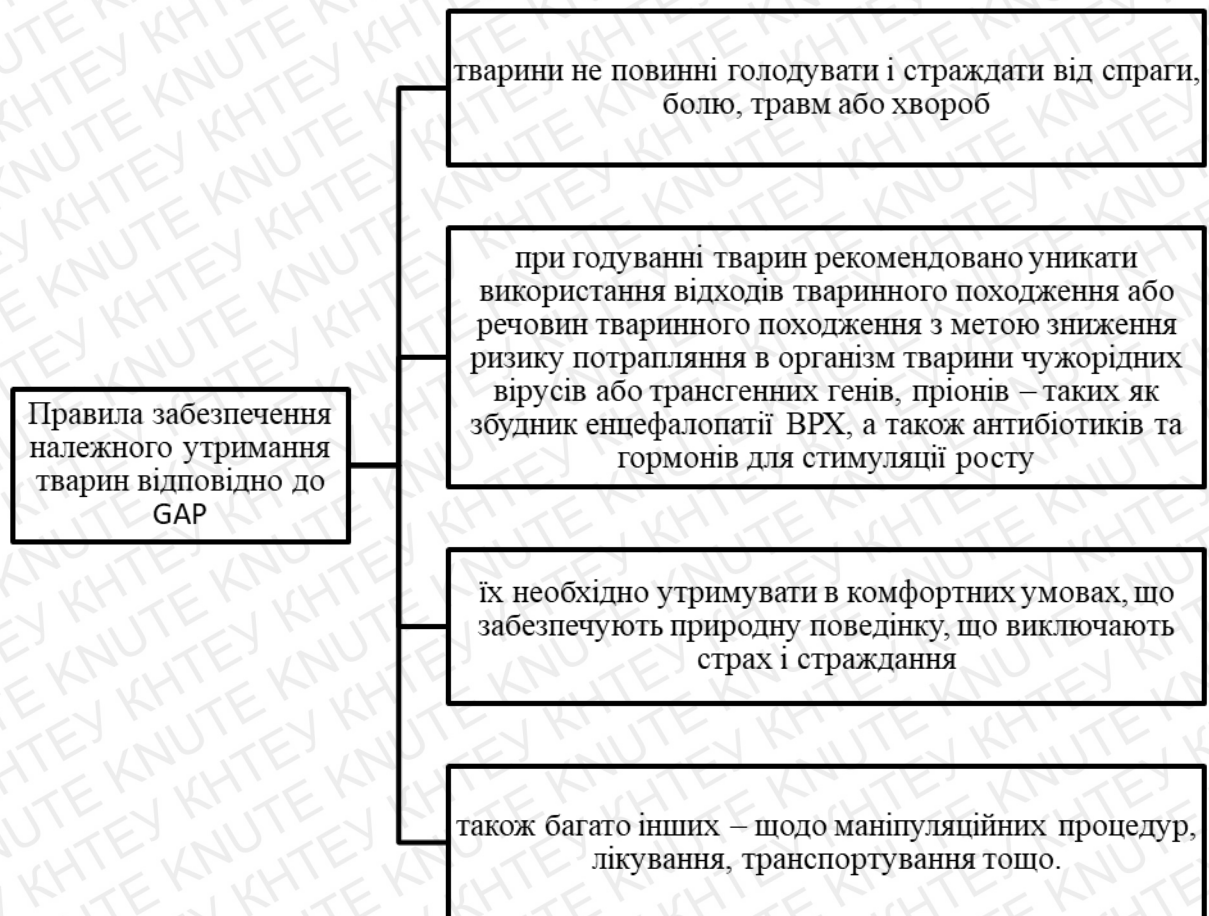 тварини не повинні голодувати і страждати від спраги,
болю, травм або хвороб
при годуванні тварин рекомендовано уникати
використання відходів тваринного походження або
речовин тваринного походження з метою зниження
ризику потрапляння в організм тварини чужорідних
вірусів або трансгенних генів, пріонів – таких як
збудник енцефалопатії ВРХ, а також антибіотиків та
гормонів для стимуляції росту
Правила забезпечення
належного утримання
тварин відповідно до
GAP
їх необхідно утримувати в комфортних умовах, що
забезпечують природну поведінку, що виключають
страх і страждання
також багато інших – щодо маніпуляційних процедур,
лікування, транспортування тощо.